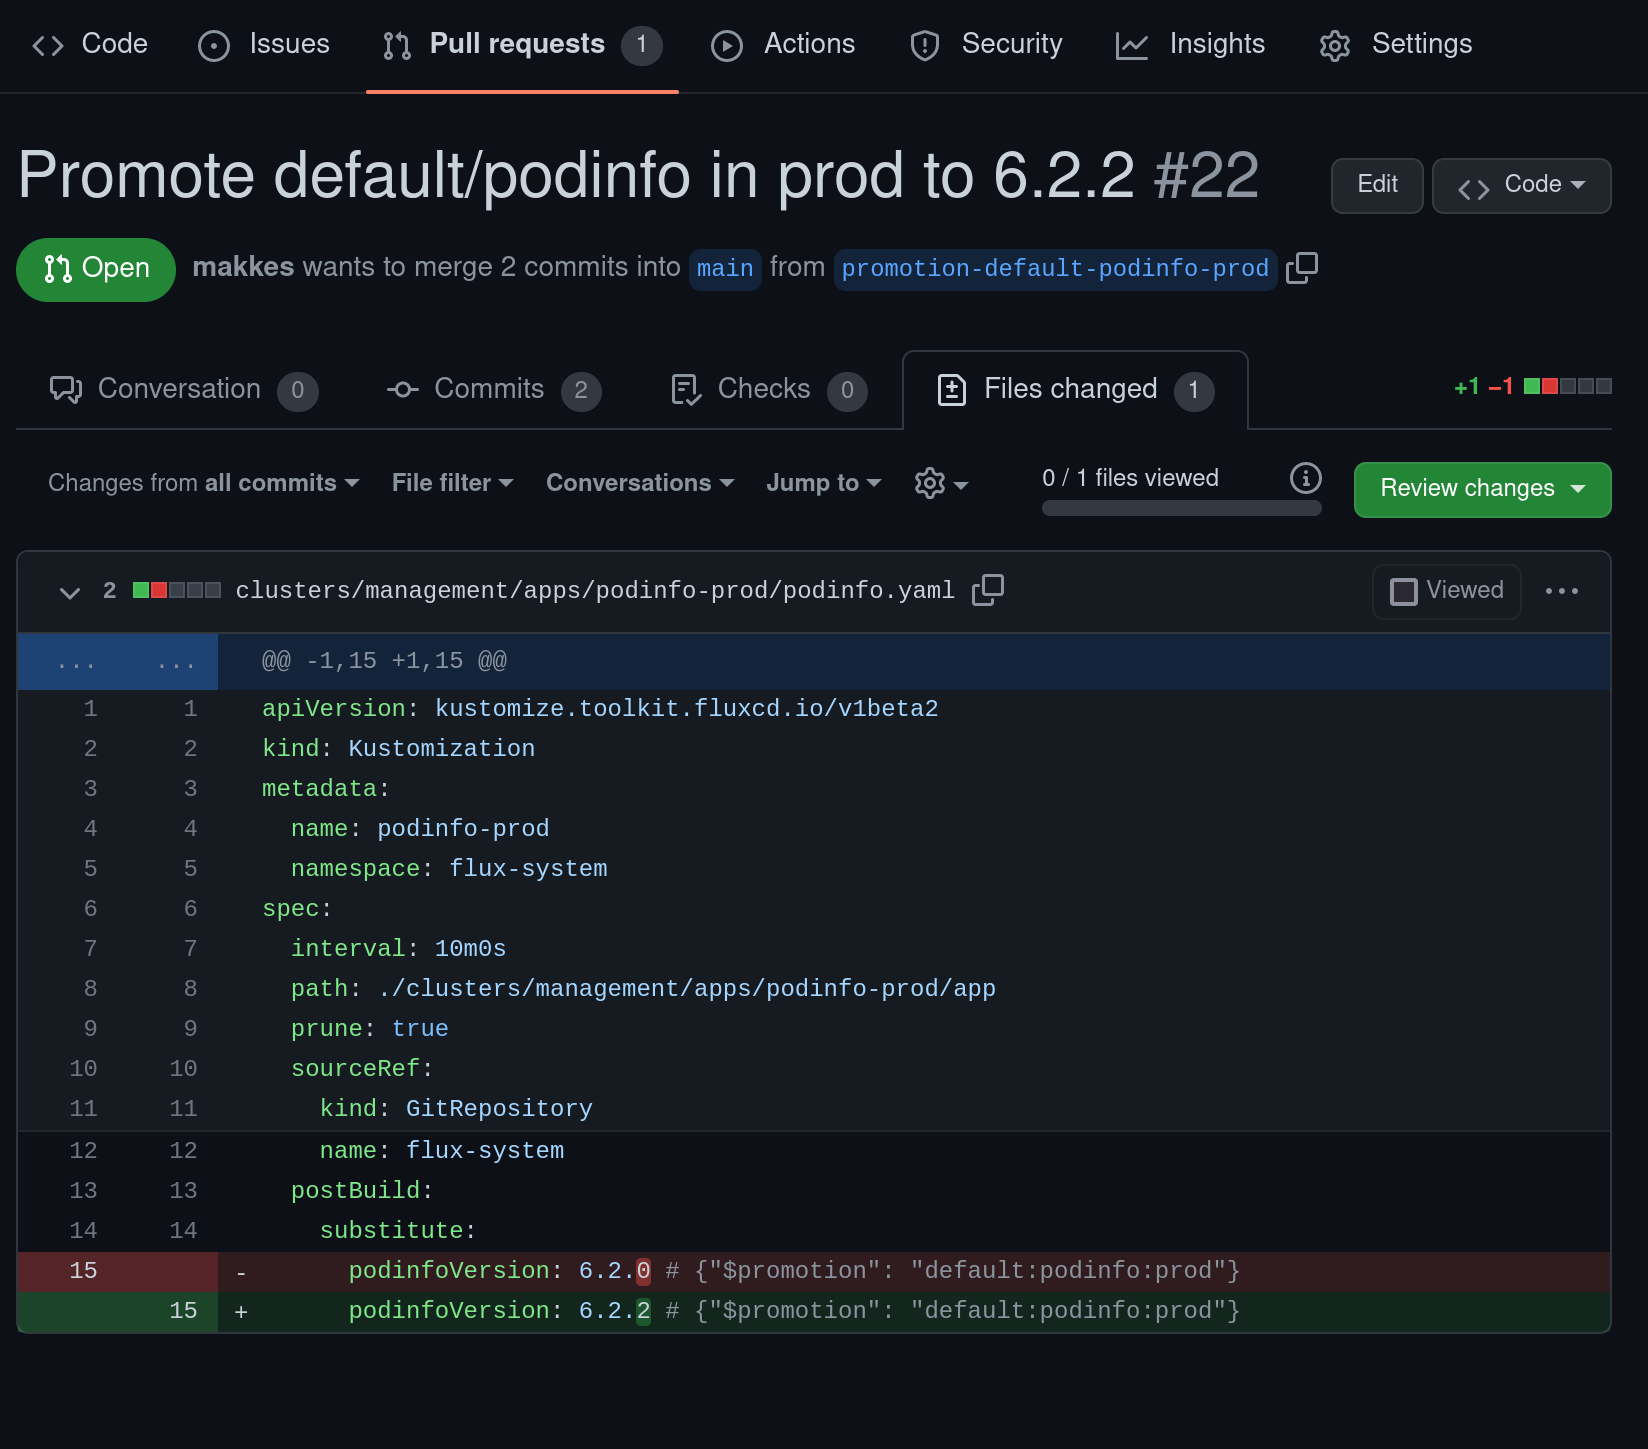 Code Issues Pull requests 1 Actions Security Insights Settings
Promote default/podinfo in prod to 6.2.2 #22 Edit Code
Open makkes wants to merge 2 commits into main from promotion-default-podinfo-prod
Conversation 0 Commits 2 Checks 0 Files changed 1 +1 −1
Changes from all commits File filter Conversations Jump to 0 / 1 files viewed Review changes
2 clusters/management/apps/podinfo-prod/podinfo.yaml Viewed ...
... ... @@ -1,15 +1,15 @@
1 1 apiVersion: kustomize.toolkit.fluxcd.io/v1beta2
2 2 kind: Kustomization
3 3 metadata:
4 4   name: podinfo-prod
5 5   namespace: flux-system
6 6 spec:
7 7   interval: 10m0s
8 8   path: ./clusters/management/apps/podinfo-prod/app
9 9   prune: true
10 10   sourceRef:
11 11     kind: GitRepository
12 12     name: flux-system
13 13   postBuild:
14 14     substitute:
15 -       podinfoVersion: 6.2.0 # {"$promotion": "default:podinfo:prod"}
15 +       podinfoVersion: 6.2.2 # {"$promotion": "default:podinfo:prod"}